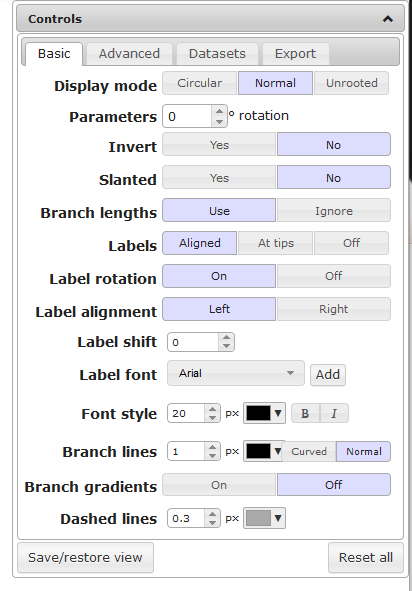 Controls
Basic Advanced Datasets Export
Display mode Circular Normal Unrooted
Parameters 0 ° rotation
Invert Yes No
Slanted Yes No
Branch lengths Use Ignore
Labels Aligned At tips Off
Label rotation On Off
Label alignment Left Right
Label shift 0
Label font Arial Add
Font style 20 px B I
Branch lines 1 px Curved Normal
Branch gradients On Off
Dashed lines 0.3 px
Save/restore view Reset all